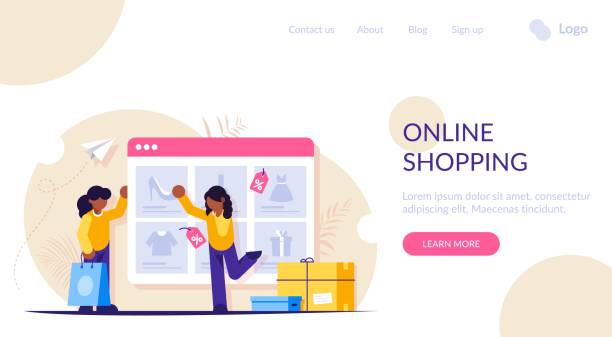 Contact us About Blog Sign up Logo
ONLINE
SHOPPING
Lorem ipsum dolor sit amet, consectetur
adipiscing elit. Maecenas tincidunt.
LEARN MORE
%
%